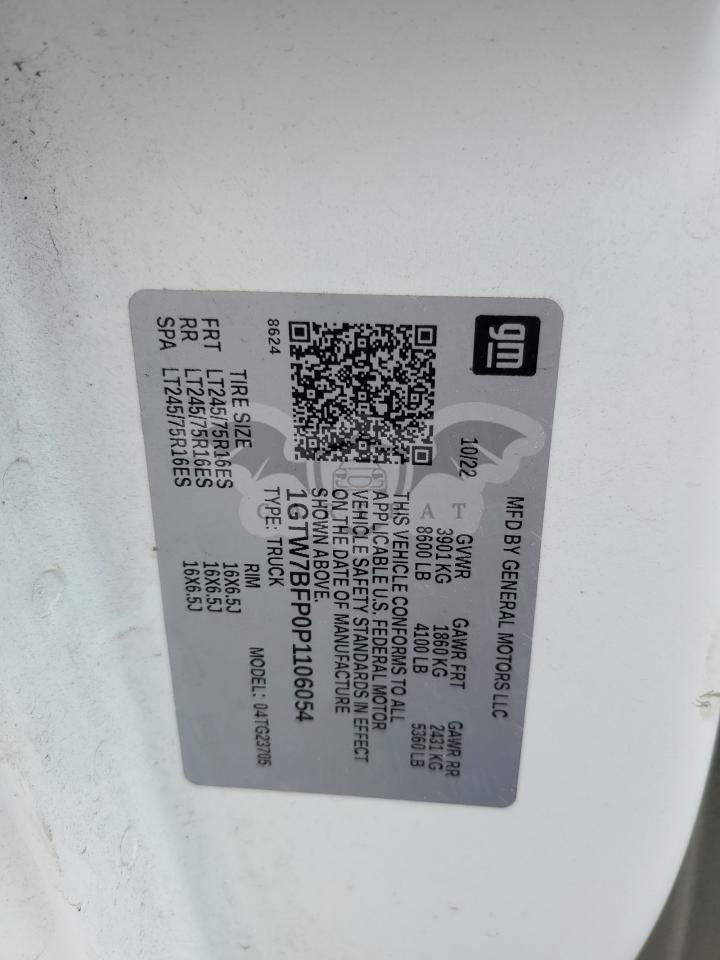 gm
MFD BY GENERAL MOTORS LLC
10/22 GVWR GAWR FRT GAWR RR
3901 KG 1860 KG 2431 KG
8600 LB 4100 LB 5360 LB
THIS VEHICLE CONFORMS TO ALL
APPLICABLE U.S. FEDERAL MOTOR
VEHICLE SAFETY STANDARDS IN EFFECT
ON THE DATE OF MANUFACTURE
SHOWN ABOVE.
1GTW7BFP0P1106054
8624 TYPE: TRUCK MODEL: 04TG23705
TIRE SIZE RIM
FRT LT245/75R16ES 16X6.5J
RR LT245/75R16ES 16X6.5J
SPA LT245/75R16ES 16X6.5J